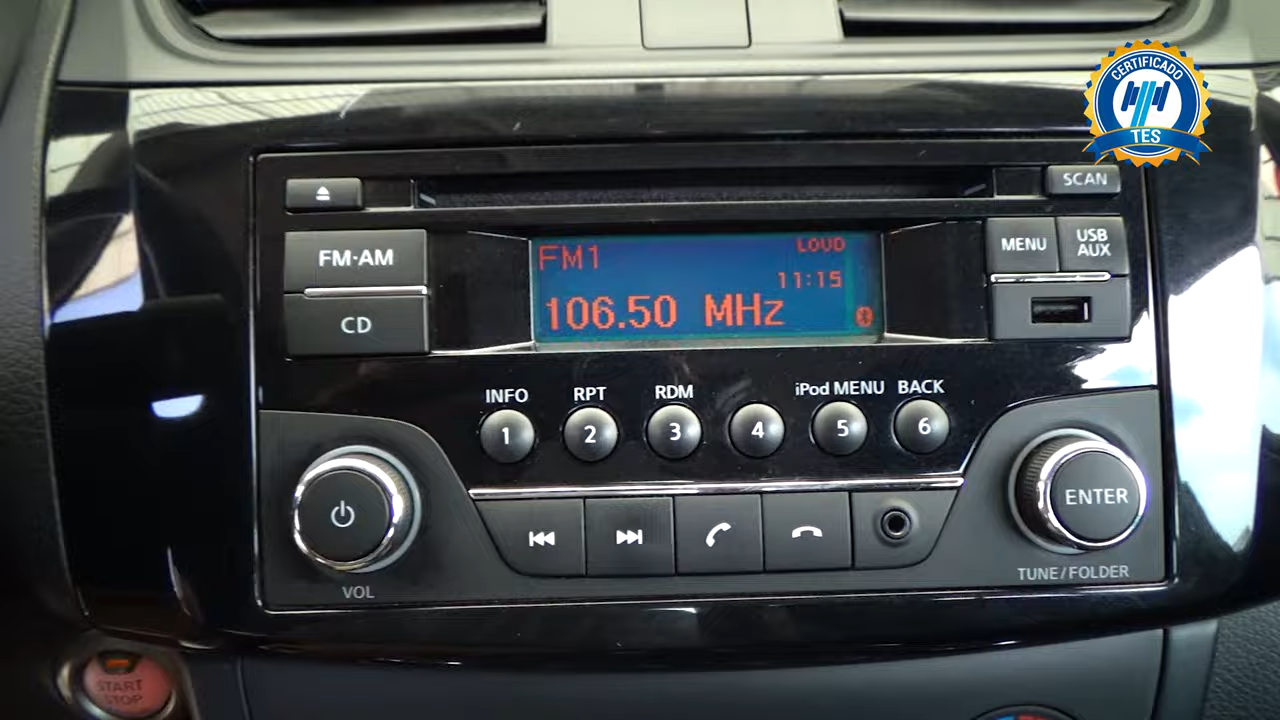 CERTIFICADO
TES
SCAN
FM·AM
CD
FM1
LOUD
11:15
106.50 MHz
MENU
USB
AUX
INFO
RPT
RDM
iPod MENU
BACK
1
2
3
4
5
6
VOL
ENTER
TUNE/FOLDER
START
STOP